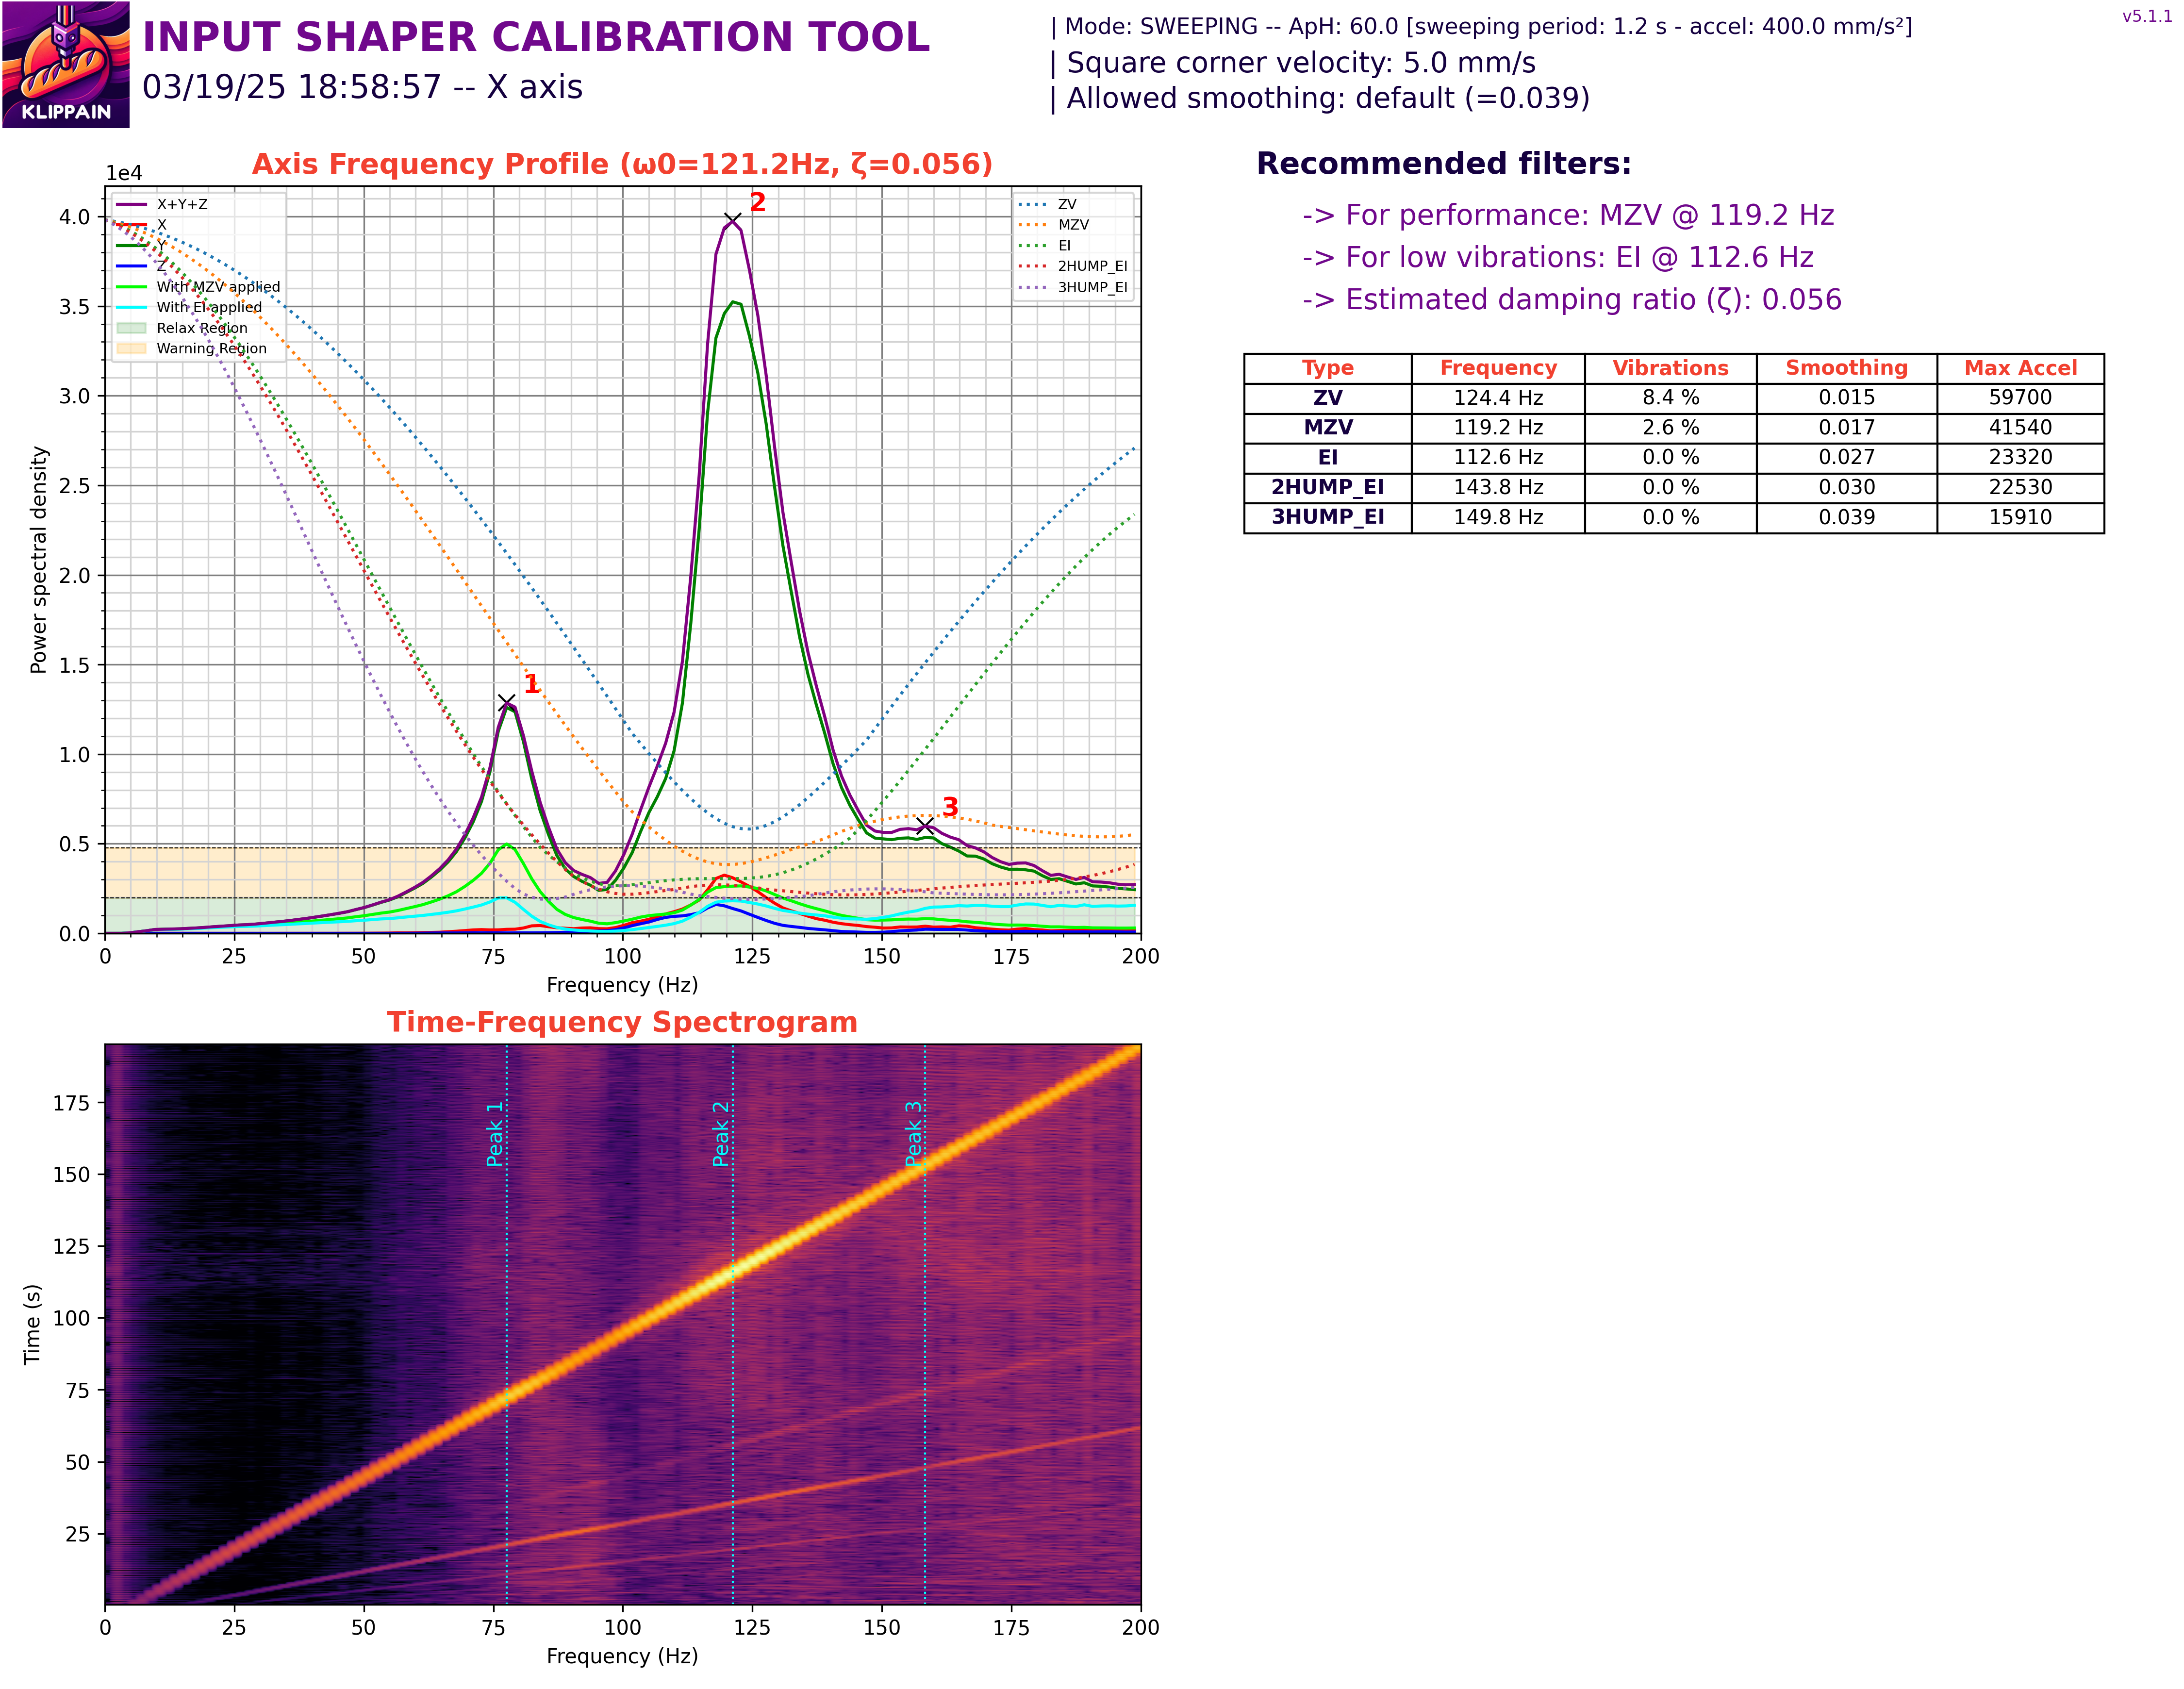 INPUT SHAPER CALIBRATION TOOL
03/19/25 18:58:57 -- X axis
KLIPPAIN
| Mode: SWEEPING -- ApH: 60.0 [sweeping period: 1.2 s - accel: 400.0 mm/s²]
| Square corner velocity: 5.0 mm/s
| Allowed smoothing: default (=0.039)
v5.1.1
Axis Frequency Profile (ω0=121.2Hz, ζ=0.056)
1e4
X+Y+Z
X
Y
Z
With MZV applied
With EI applied
Relax Region
Warning Region
ZV
MZV
EI
2HUMP_EI
3HUMP_EI
1
2
3
4.0
3.5
3.0
2.5
2.0
1.5
1.0
0.5
0.0
Power spectral density
0 25 50 75 100 125 150 175 200
Frequency (Hz)
Recommended filters:
-> For performance: MZV @ 119.2 Hz
-> For low vibrations: EI @ 112.6 Hz
-> Estimated damping ratio (ζ): 0.056
Type Frequency Vibrations Smoothing Max Accel
ZV 124.4 Hz 8.4 % 0.015 59700
MZV 119.2 Hz 2.6 % 0.017 41540
EI 112.6 Hz 0.0 % 0.027 23320
2HUMP_EI 143.8 Hz 0.0 % 0.030 22530
3HUMP_EI 149.8 Hz 0.0 % 0.039 15910
Time-Frequency Spectrogram
Peak 1
Peak 2
Peak 3
175
150
125
100
75
50
25
Time (s)
0 25 50 75 100 125 150 175 200
Frequency (Hz)